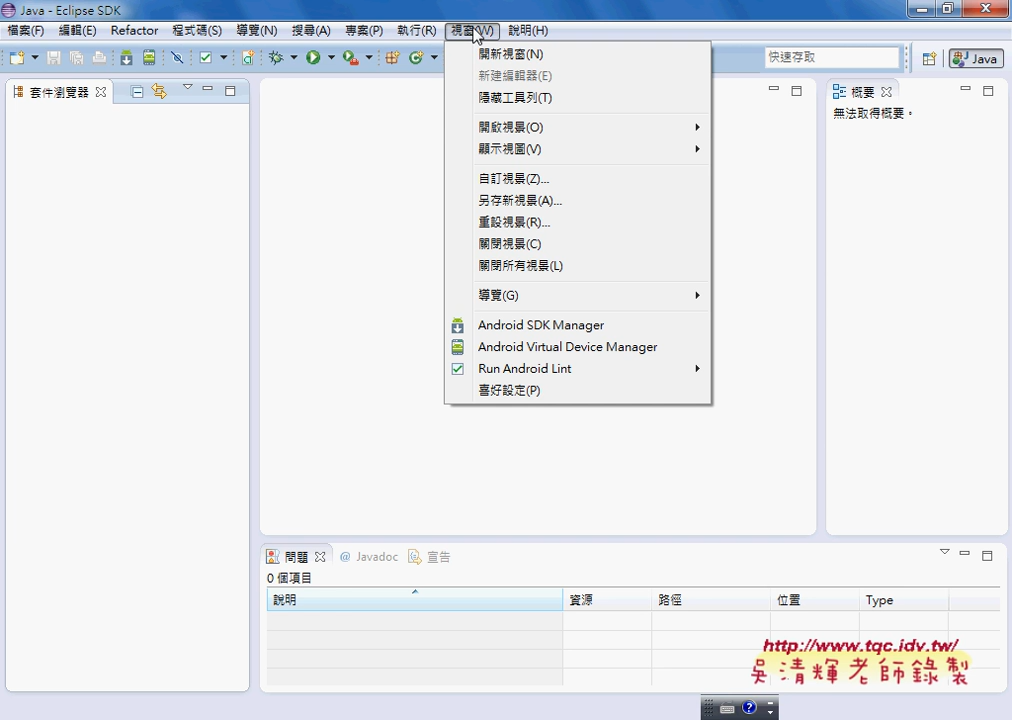 Java - Eclipse SDK
檔案(F) 編輯(E) Refactor 程式碼(S) 導覽(N) 搜尋(A) 專案(P) 執行(R) 視窗(W) 說明(H)
快速存取
Java
套件瀏覽器
開新視窗(N)
新建編輯器(E)
隱藏工具列(T)
開啟視景(O)
顯示視圖(V)
自訂視景(Z)...
另存新視景(A)...
重設視景(R)...
關閉視景(C)
關閉所有視景(L)
導覽(G)
Android SDK Manager
Android Virtual Device Manager
Run Android Lint
喜好設定(P)
概要
無法取得概要。
問題 @ Javadoc 宣告
0 個項目
說明 資源 路徑 位置 Type
http://www.tqc.idv.tw/
吳清輝老師錄製